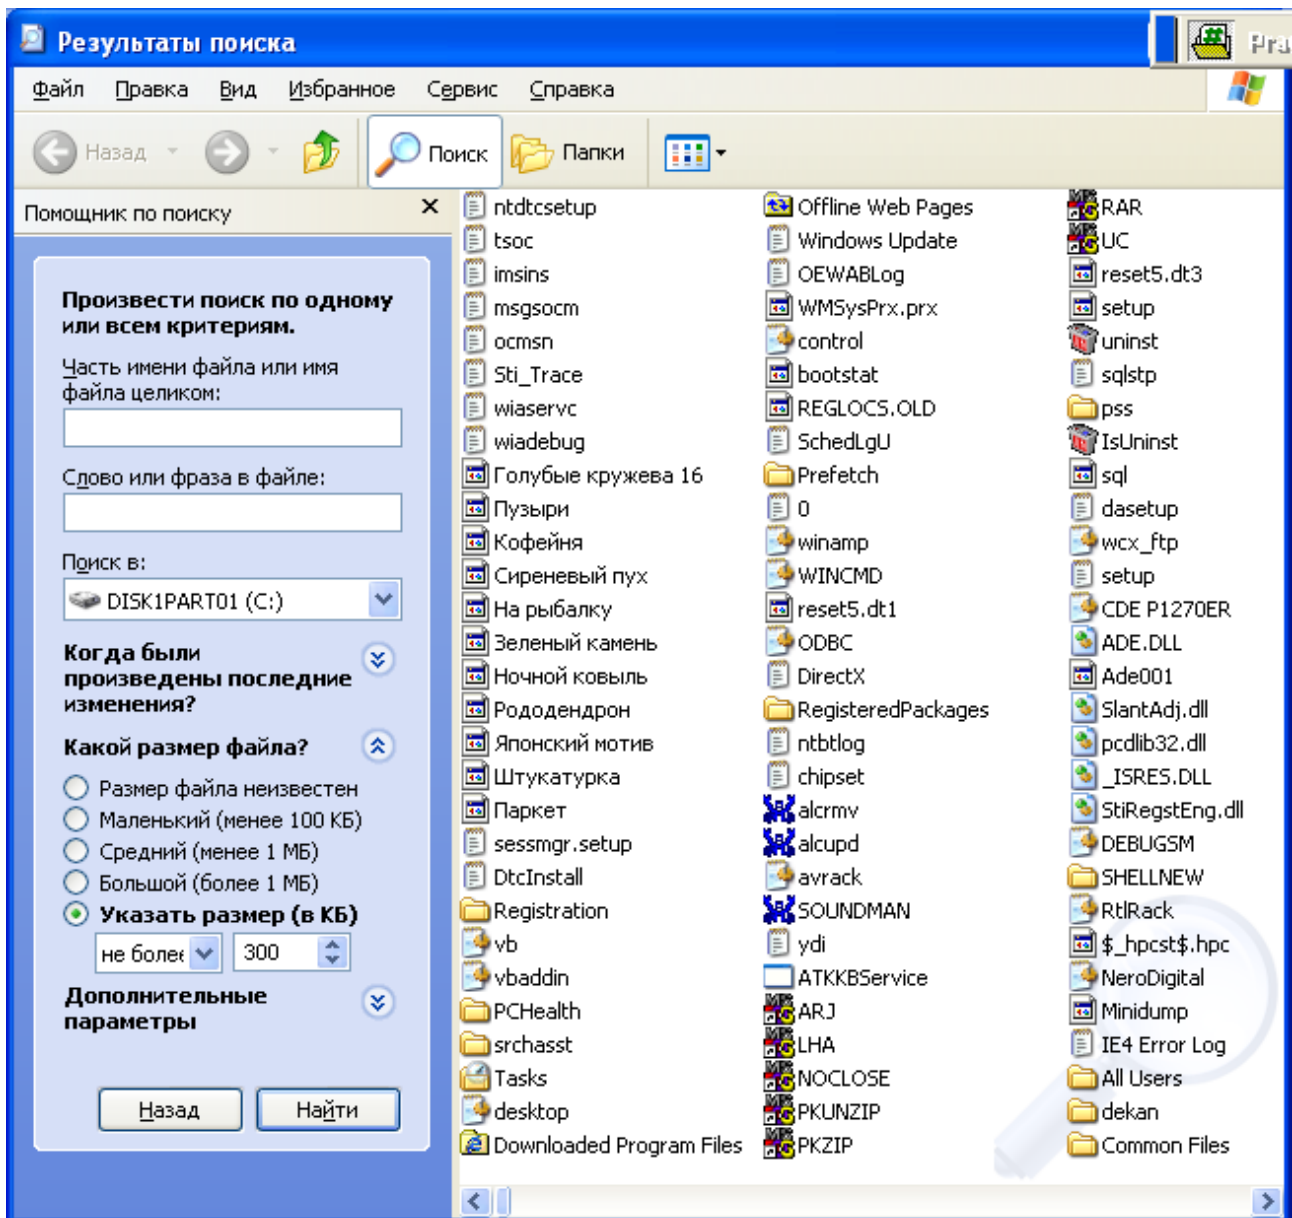 Результаты поиска
Pra
Файл Правка Вид Избранное Сервис Справка
Назад Поиск Папки
Помощник по поиску
Произвести поиск по одному
или всем критериям.
Часть имени файла или имя
файла целиком:
Слово или фраза в файле:
Поиск в:
DISK1PART01 (C:)
Когда были
произведены последние
изменения?
Какой размер файла?
Размер файла неизвестен
Маленький (менее 100 КБ)
Средний (менее 1 МБ)
Большой (более 1 МБ)
Указать размер (в КБ)
не более 300
Дополнительные
параметры
Назад Найти
ntdtcsetup
tsoc
imsins
msgsocm
ocmsn
Sti_Trace
wiaservc
wiadebug
Голубые кружева 16
Пузыри
Кофейня
Сиреневый пух
На рыбалку
Зеленый камень
Ночной ковыль
Рододендрон
Японский мотив
Штукатурка
Паркет
sessmgr.setup
DtcInstall
Registration
vb
vbaddin
PCHealth
srchasst
Tasks
desktop
Downloaded Program Files
Offline Web Pages
Windows Update
OEWABLog
WMSysPrx.prx
control
bootstat
REGLOCS.OLD
SchedLgU
Prefetch
0
winamp
WINCMD
reset5.dt1
ODBC
DirectX
RegisteredPackages
ntbtlog
chipset
alcrmv
alcupd
avrack
SOUNDMAN
ydi
ATKKBService
ARJ
LHA
NOCLOSE
PKUNZIP
PKZIP
RAR
UC
reset5.dt3
setup
uninst
sqlstp
pss
IsUninst
sql
dasetup
wcx_ftp
setup
CDE P1270ER
ADE.DLL
Ade001
SlantAdj.dll
pcdlib32.dll
_ISRES.DLL
StiRegstEng.dll
DEBUGSM
SHELLNEW
RtlRack
$_hpcst$.hpc
NeroDigital
Minidump
IE4 Error Log
All Users
dekan
Common Files